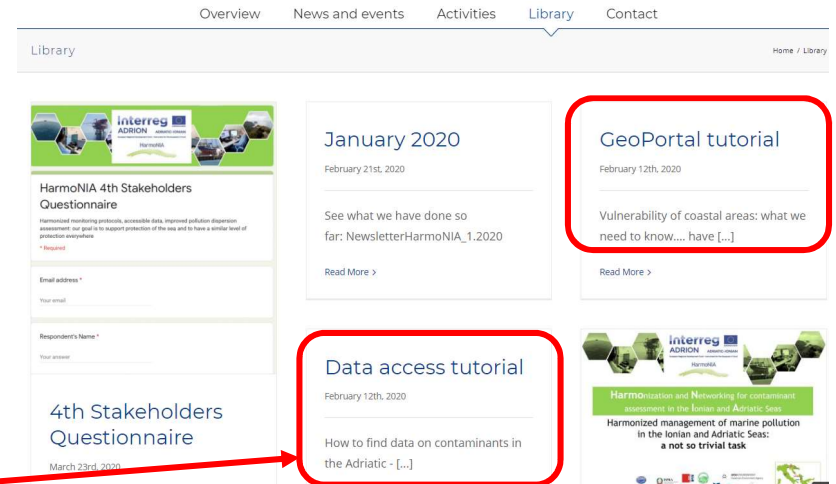 Overview News and events Activities Library Contact
Library
Home / Library
Interreg
ADRION ADRIATIC-IONIAN
HarmoNIA
HarmoNIA 4th Stakeholders
Questionnaire
Harmonized monitoring protocols, accessible data, improved pollution dispersion
assessment: our goal is to support protection of the sea and to have a similar level of
protection everywhere
* Required
Email address *
Your email
Respondent's Name *
Your answer
4th Stakeholders
Questionnaire
March 23rd, 2020
January 2020
February 21st, 2020
See what we have done so
far: NewsletterHarmoNIA_1.2020
Read More >
Data access tutorial
February 12th, 2020
How to find data on contaminants in
the Adriatic - [...]
GeoPortal tutorial
February 12th, 2020
Vulnerability of coastal areas: what we
need to know.... have [...]
Read More >
Interreg
ADRION ADRIATIC-IONIAN
HarmoNIA
Harmonization and Networking for contaminant
assessment in the Ionian and Adriatic Seas
Harmonized management of marine pollution
in the Ionian and Adriatic Seas:
a not so trivial task